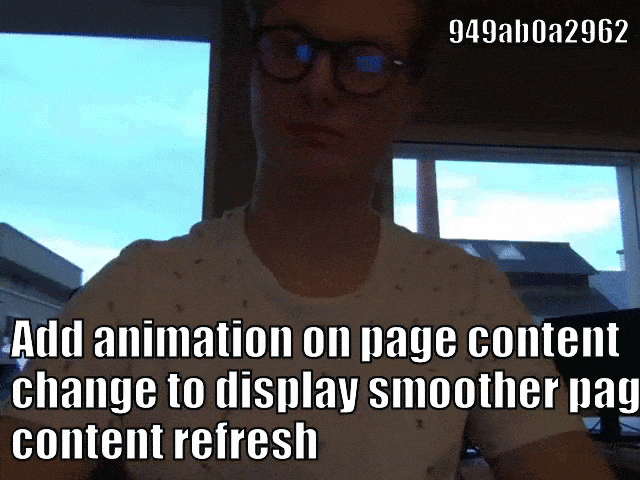 949ab0a2962
Add animation on page content
change to display smoother pag
content refresh